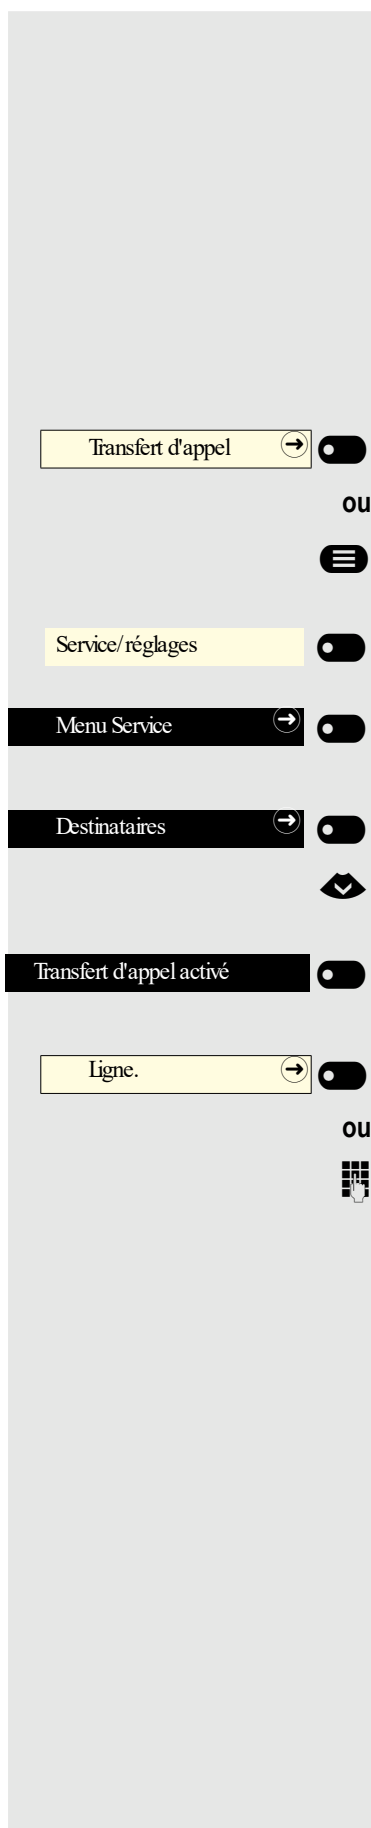 Transfert d'appel
ou
Service/réglages
Menu Service
Destinataires
Transfert d'appel activé
Ligne.
ou